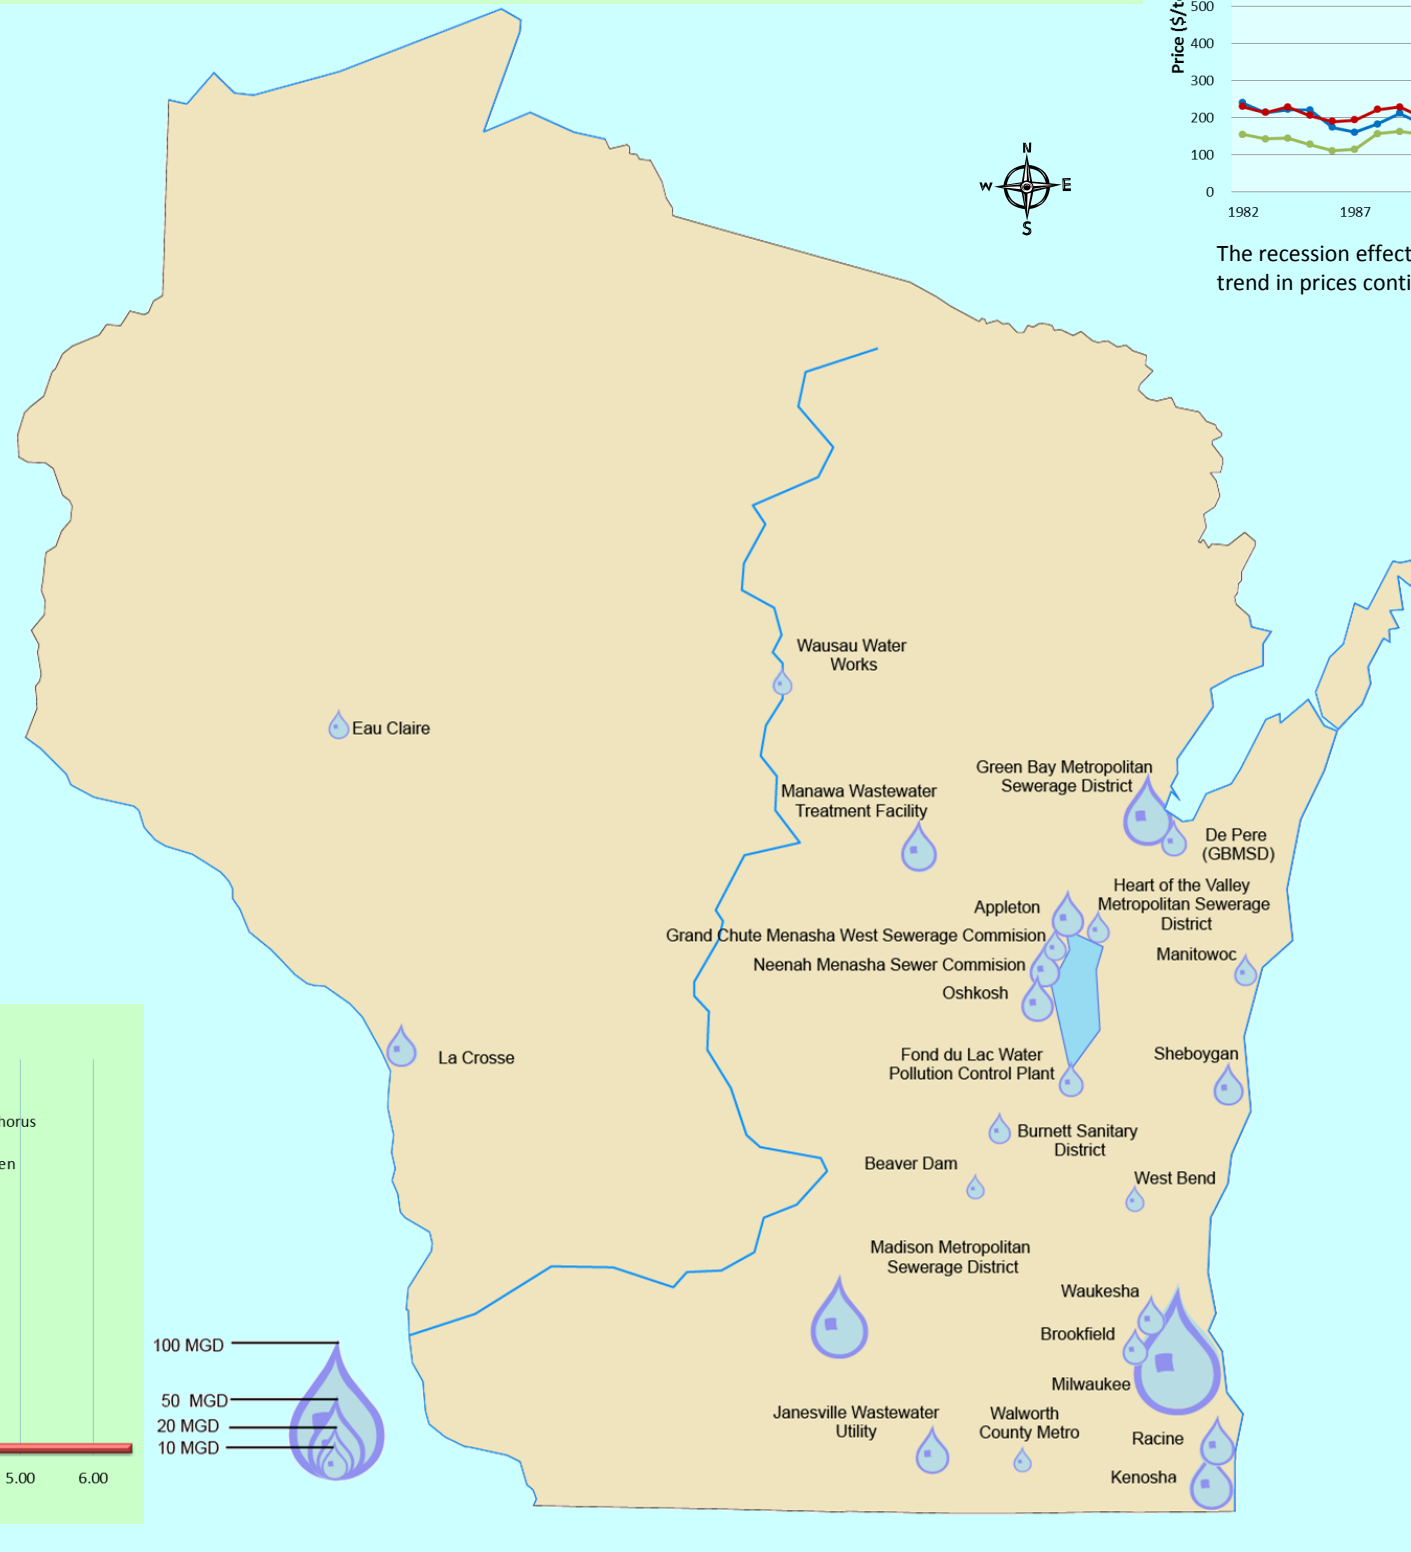 Price ($/t
500
400
300
200
100
0
1982 1987
The recession effect
trend in prices conti
N
W E
S
Wausau Water
Works
Eau Claire
Green Bay Metropolitan
Sewerage District
Manawa Wastewater
Treatment Facility
De Pere
(GBMSD)
Heart of the Valley
Metropolitan Sewerage
District
Appleton
Grand Chute Menasha West Sewerage Commision
Neenah Menasha Sewer Commision
Manitowoc
Oshkosh
La Crosse
Fond du Lac Water
Pollution Control Plant
Sheboygan
horus
en
Burnett Sanitary
District
Beaver Dam
West Bend
Madison Metropolitan
Sewerage District
Waukesha
Brookfield
Milwaukee
100 MGD
50 MGD
20 MGD
10 MGD
Janesville Wastewater
Utility
Walworth
County Metro
Racine
Kenosha
5.00 6.00